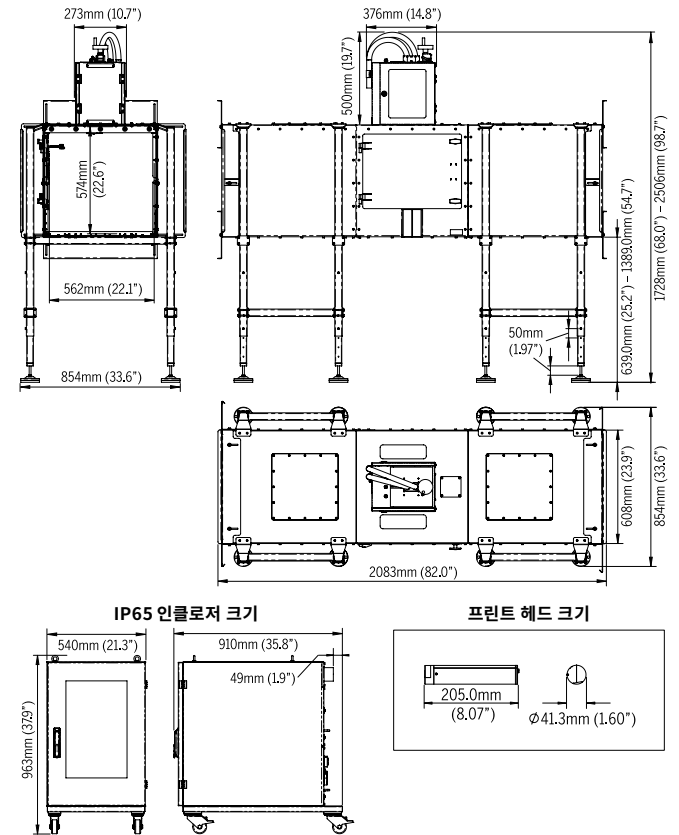 273mm (10.7”)
376mm (14.8”)
500mm (19.7”)
574mm
(22.6”)
562mm (22.1”)
854mm (33.6”)
50mm
(1.97”)
639.0mm (25.2”) – 1389.0mm (54.7”)
1728mm (68.0”) – 2506mm (98.7”)
608mm (23.9”)
854mm (33.6”)
2083mm (82.0”)
IP65 인클로저 크기
540mm (21.3”)
910mm (35.8”)
49mm (1.9”)
963mm (37.9”)
프린트 헤드 크기
205.0mm
(8.07”)
Ø41.3mm (1.60”)